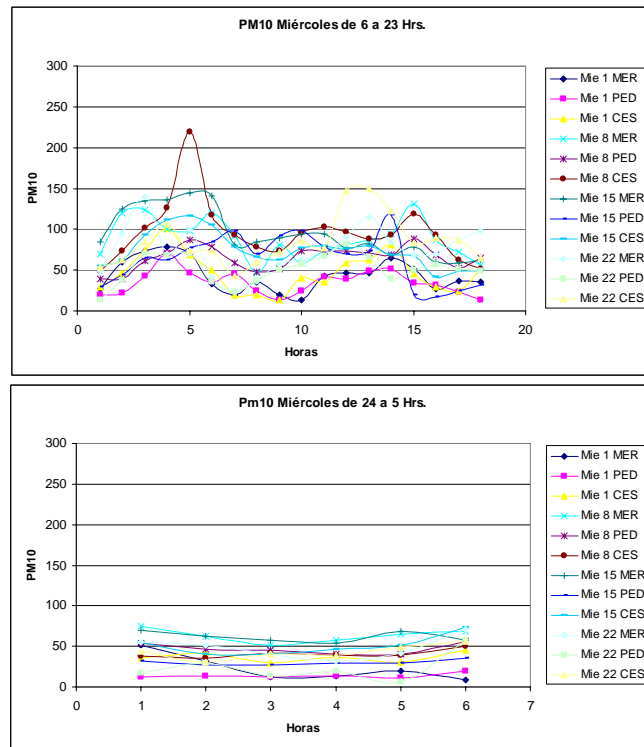 PM10 Miércoles de 6 a 23 Hrs.
300
250
200
150
100
50
0
PM10
0 5 10 15 20
Horas
Mie 1 MER
Mie 1 PED
Mie 1 CES
Mie 8 MER
Mie 8 PED
Mie 8 CES
Mie 15 MER
Mie 15 PED
Mie 15 CES
Mie 22 MER
Mie 22 PED
Mie 22 CES
Pm10 Miércoles de 24 a 5 Hrs.
300
250
200
150
100
50
0
PM10
0 1 2 3 4 5 6 7
Horas
Mie 1 MER
Mie 1 PED
Mie 1 CES
Mie 8 MER
Mie 8 PED
Mie 8 CES
Mie 15 MER
Mie 15 PED
Mie 15 CES
Mie 22 MER
Mie 22 PED
Mie 22 CES